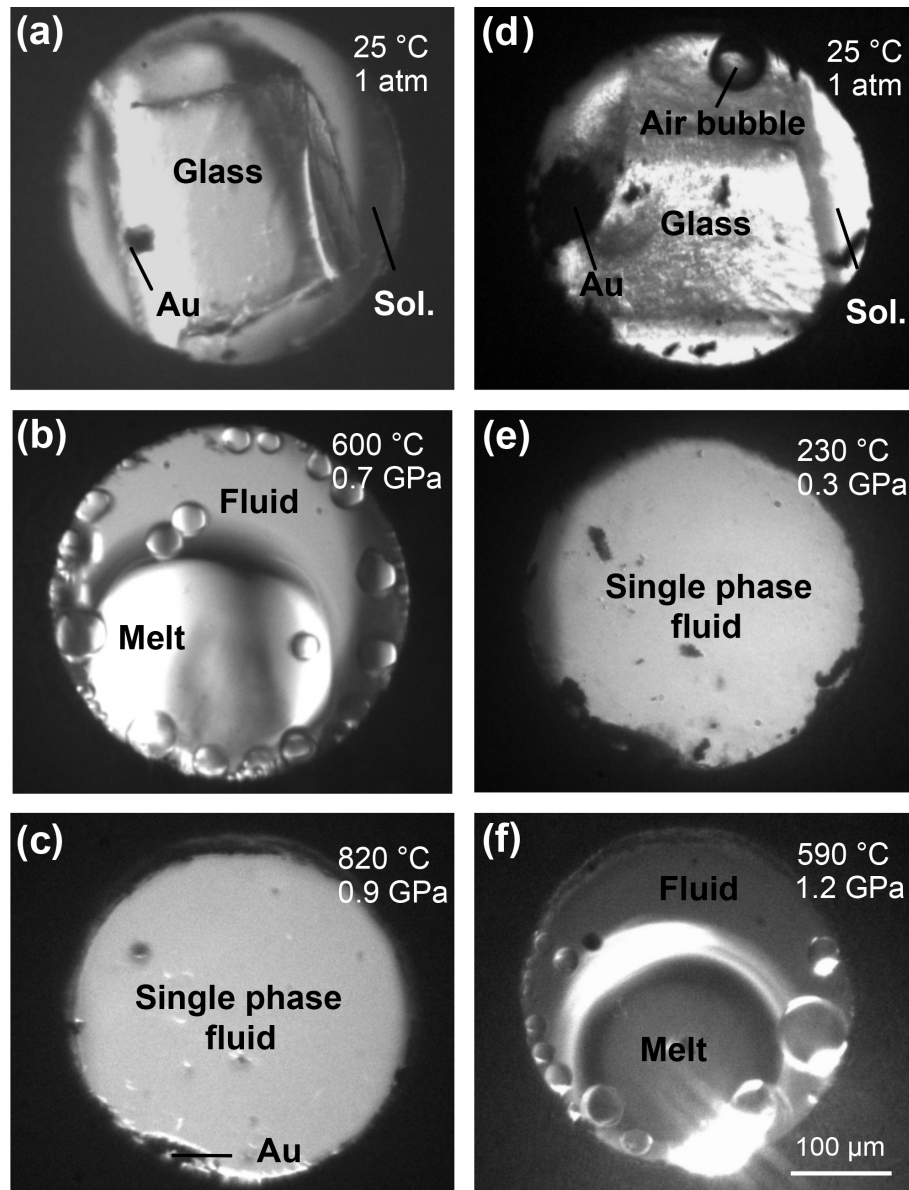 (a)
25 °C
1 atm
Glass
Au
Sol.
(b)
600 °C
0.7 GPa
Fluid
Melt
(c)
820 °C
0.9 GPa
Single phase
fluid
Au
(d)
25 °C
1 atm
Air bubble
Glass
Au
Sol.
(e)
230 °C
0.3 GPa
Single phase
fluid
(f)
590 °C
1.2 GPa
Fluid
Melt
100 µm